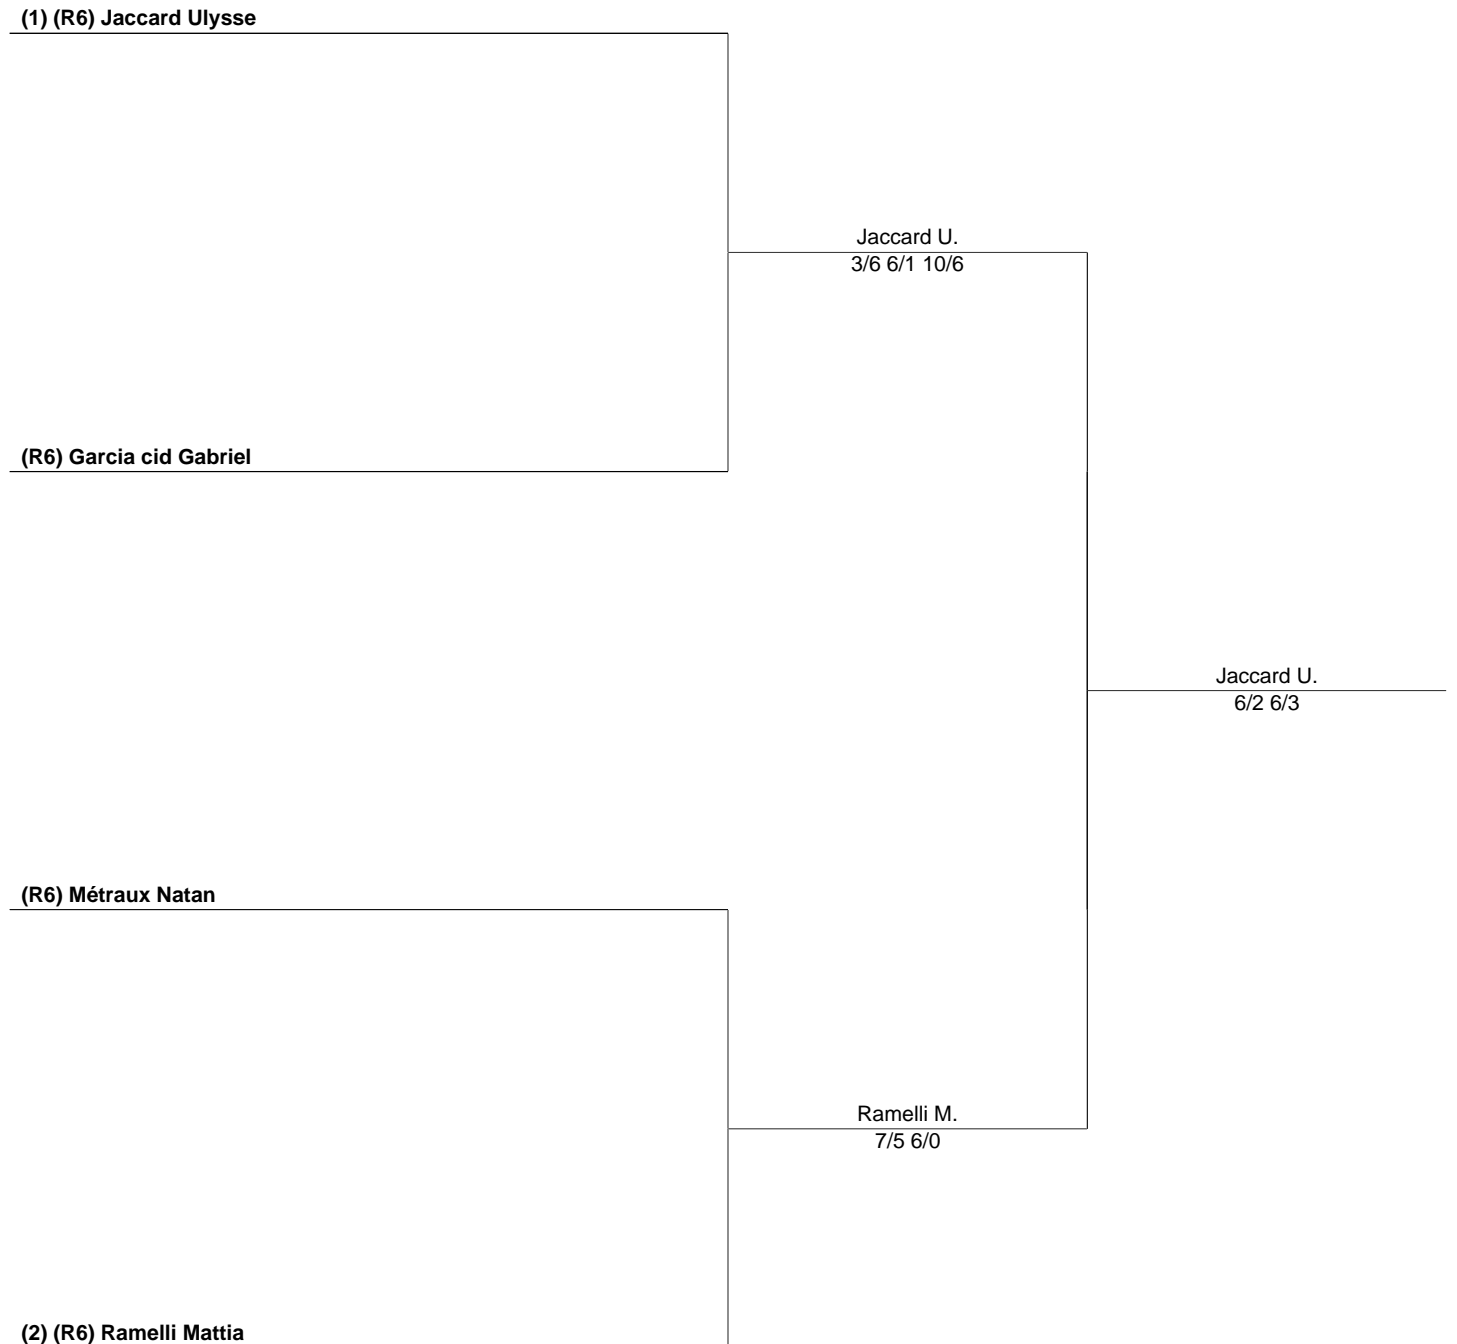 (1) (R6) Jaccard Ulysse
Jaccard U.
3/6 6/1 10/6
(R6) Garcia cid Gabriel
Jaccard U.
6/2 6/3
(R6) Métraux Natan
Ramelli M.
7/5 6/0
(2) (R6) Ramelli Mattia